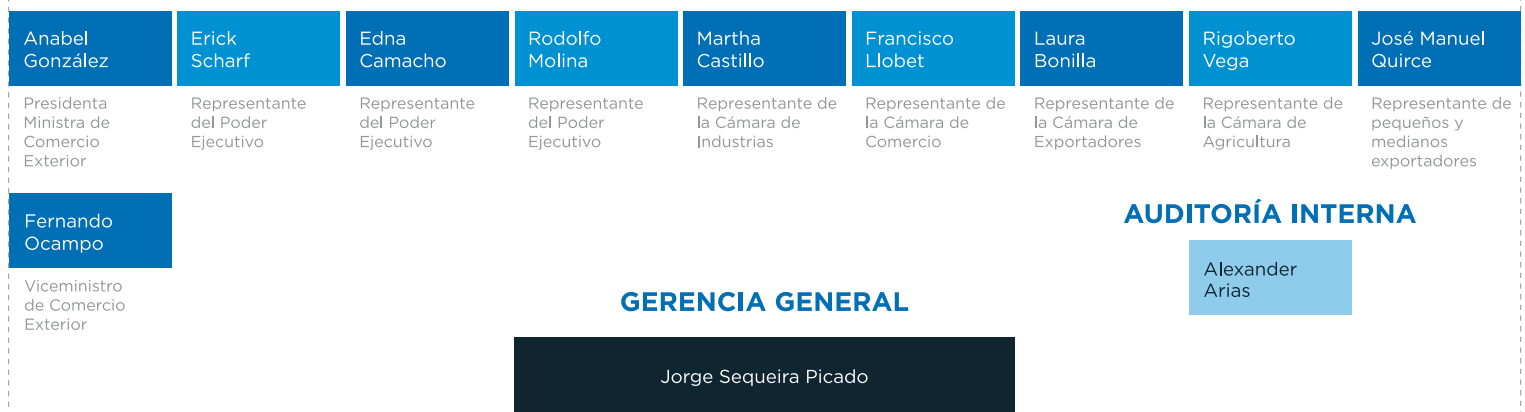 Anabel
González
Presidenta
Ministra de
Comercio
Exterior
Erick
Scharf
Representante
del Poder
Ejecutivo
Edna
Camacho
Representante
del Poder
Ejecutivo
Rodolfo
Molina
Representante
del Poder
Ejecutivo
Martha
Castillo
Representante de
la Cámara de
Industrias
Francisco
Llobet
Representante de
la Cámara de
Comercio
Laura
Bonilla
Representante de
la Cámara de
Exportadores
Rigoberto
Vega
Representante de
la Cámara de
Agricultura
José Manuel
Quirce
Representante de
pequeños y
medianos
exportadores
Fernando
Ocampo
Viceministro
de Comercio
Exterior
AUDITORÍA INTERNA
Alexander
Arias
GERENCIA GENERAL
Jorge Sequeira Picado